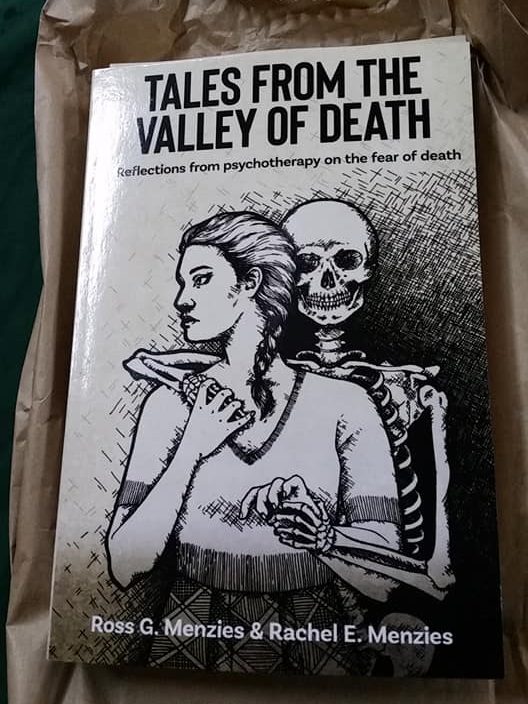 TALES FROM THE
VALLEY OF DEATH
Reflections from psychotherapy on the fear of death
Ross G. Menzies & Rachel E. Menzies